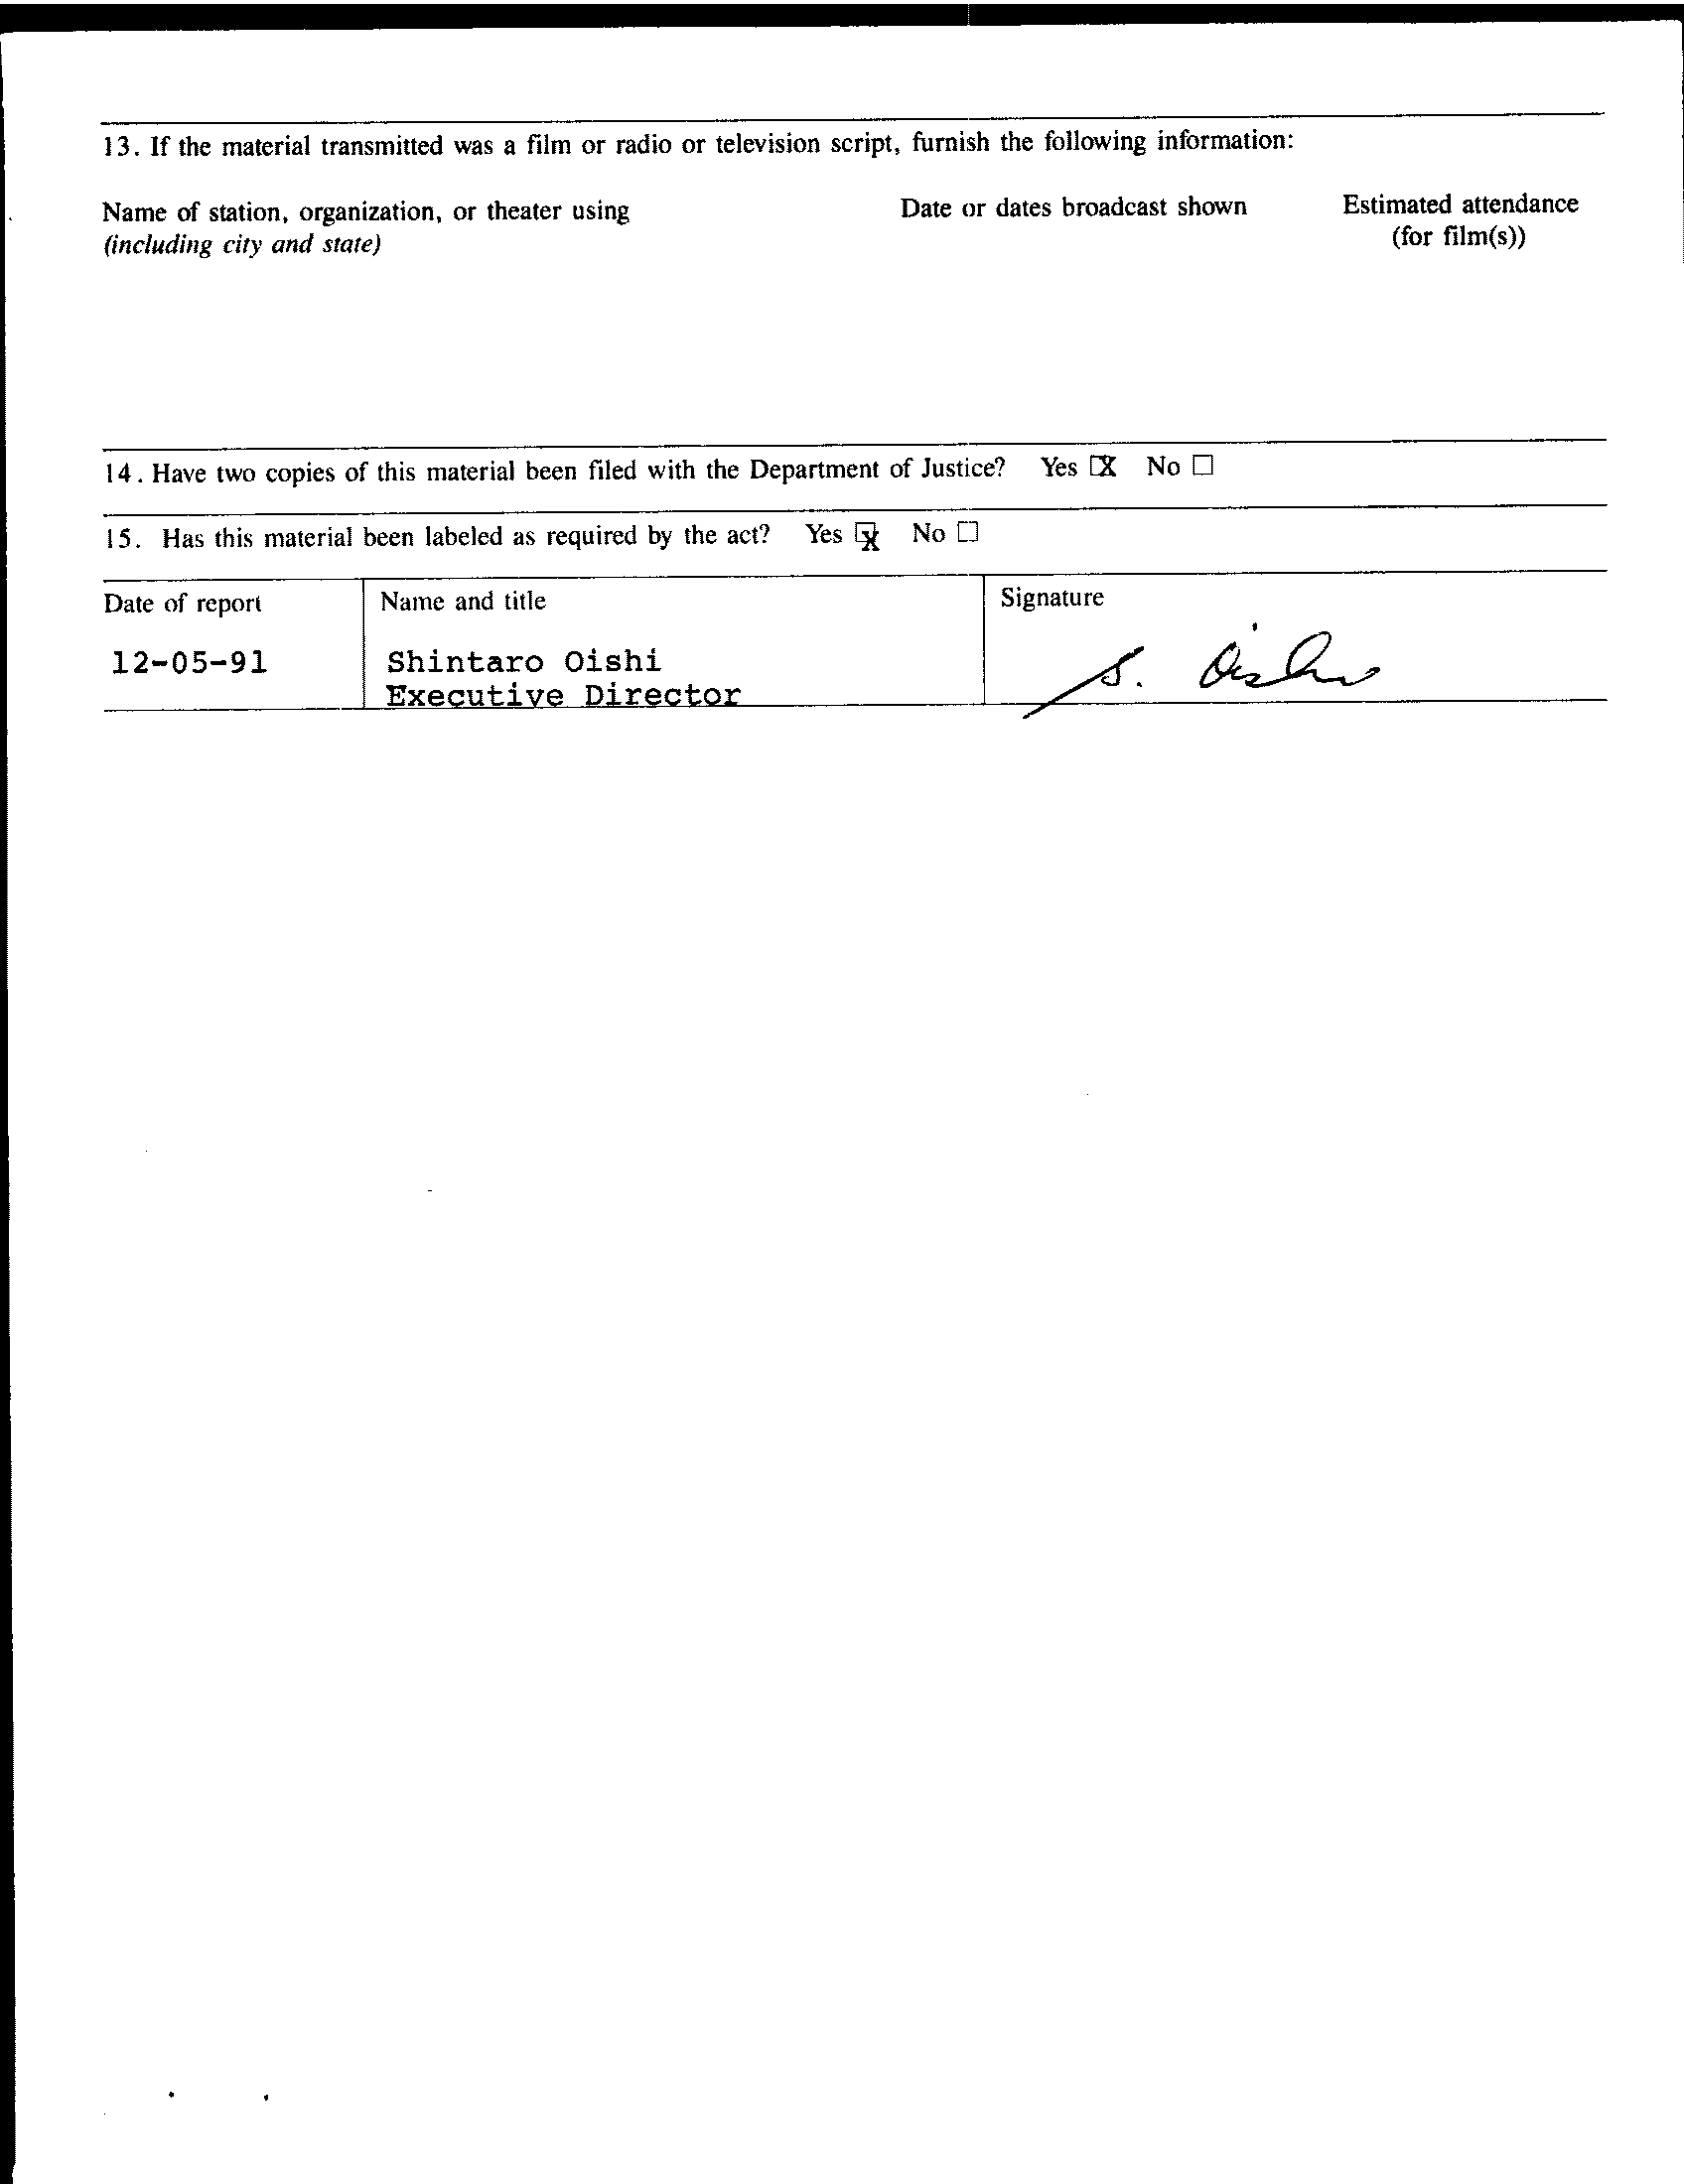 13. If the material transmitted was a film or radio or television script, furnish the following information:
Name of station, organization, or theater using
(including city and state)
Date or dates broadcast shown
Estimated attendance
(for film(s))
14. Have two copies of this material been filed with the Department of Justice? Yes ☒ No ☐
15. Has this material been labeled as required by the act? Yes ☒ No ☐
Date of report
12-05-91
Name and title
Shintaro Oishi
Executive Director
Signature
S. Oishi